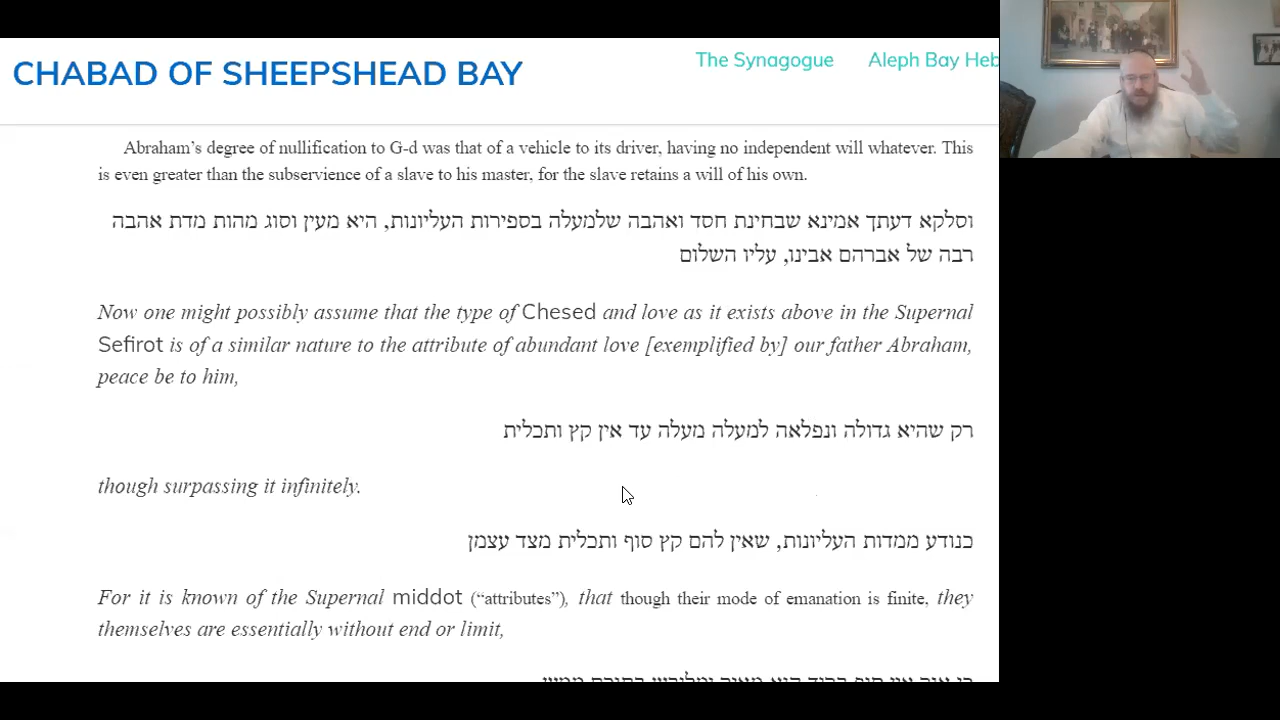 CHABAD OF SHEEPSHEAD BAY
The Synagogue
Aleph Bay Heb
Abraham’s degree of nullification to G-d was that of a vehicle to its driver, having no independent will whatever. This
is even greater than the subservience of a slave to his master, for the slave retains a will of his own.
וסלקא דעתך אמינא שבחינת חסד ואהבה שלמעלה בספירות העליונות, היא מעין וסוג מהות מדת אהבה
רבה של אברהם אבינו, עליו השלום
Now one might possibly assume that the type of Chesed and love as it exists above in the Supernal
Sefirot is of a similar nature to the attribute of abundant love [exemplified by] our father Abraham,
peace be to him,
רק שהיא גדולה ונפלאה למעלה מעלה עד אין קץ ותכלית
though surpassing it infinitely.
כנודע ממדות העליונות, שאין להם קץ סוף ותכלית מצד עצמן
For it is known of the Supernal middot (“attributes”), that though their mode of emanation is finite, they
themselves are essentially without end or limit,